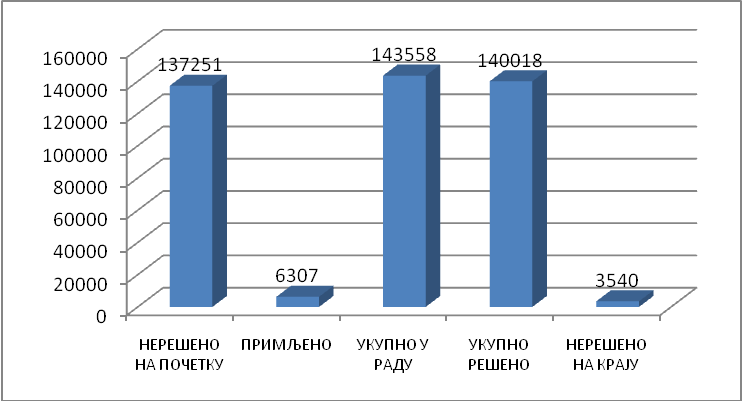 160000
140000
120000
100000
80000
60000
40000
20000
0
137251
6307
143558
140018
3540
НЕРЕШЕНО
НА ПОЧЕТКУ
ПРИМЉЕНО
УКУПНО У
РАДУ
УКУПНО
РЕШЕНО
НЕРЕШЕНО
НА КРАЈУ